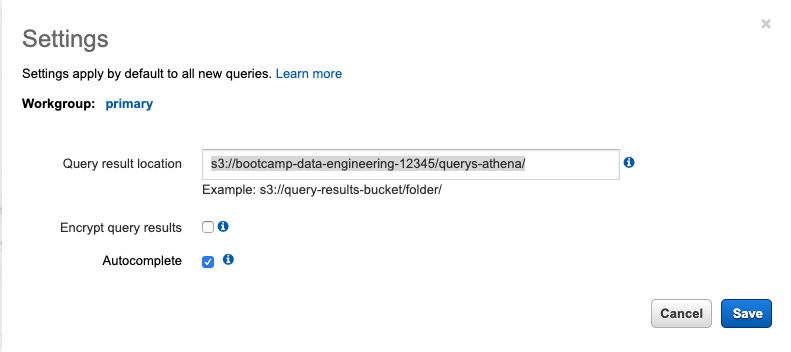 Settings
Settings apply by default to all new queries. Learn more
Workgroup: primary
Query result location s3://bootcamp-data-engineering-12345/querys-athena/
Example: s3://query-results-bucket/folder/
Encrypt query results
Autocomplete
Cancel Save